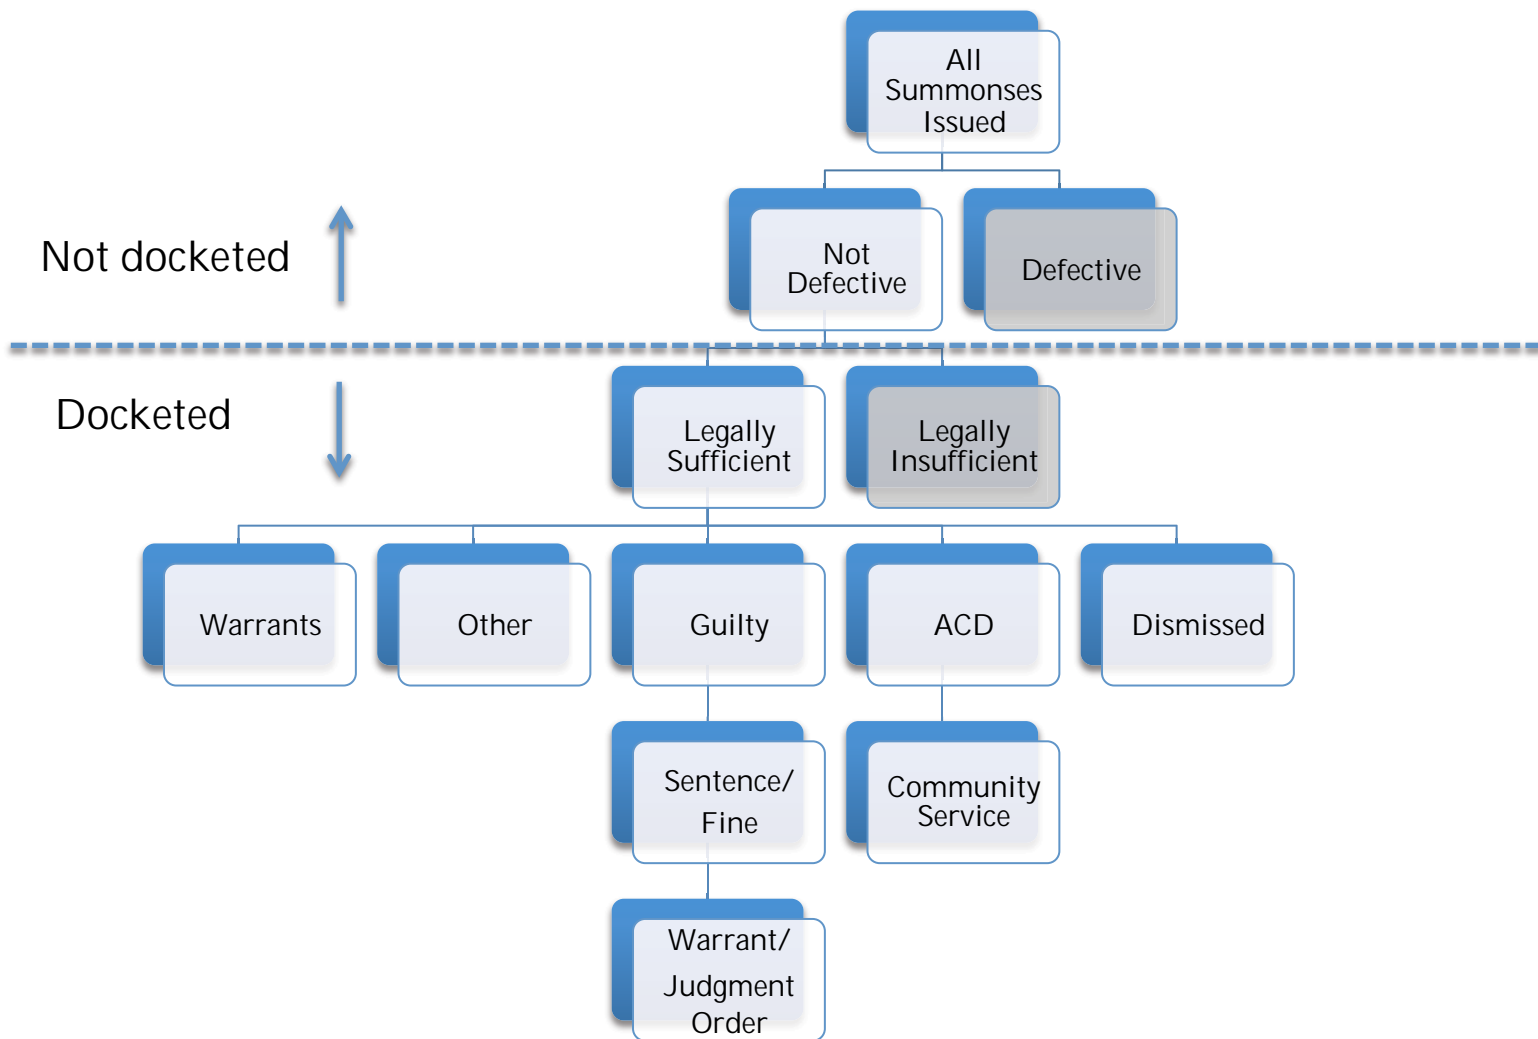 All
Summonses
Issued
Not docketed
Not
Defective
Defective
Docketed
Legally
Sufficient
Legally
Insufficient
Warrants
Other
Guilty
ACD
Dismissed
Sentence/
Fine
Community
Service
Warrant/
Judgment
Order